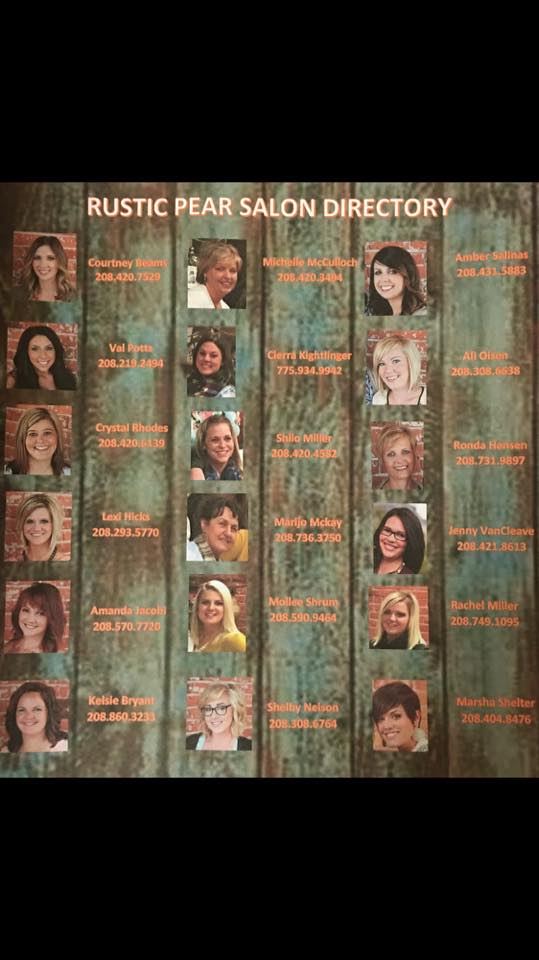 RUSTIC PEAR SALON DIRECTORY
Courtney Beams
208.420.7529
Michelle McCulloch
208.420.3494
Amber Salinas
208.431.5883
Val Potts
208.219.2494
Cierra Kightlinger
775.934.9942
Ali Olsen
208.308.6638
Crystal Rhodes
208.420.6139
Shilo Miller
208.420.4582
Ronda Hansen
208.731.9897
Lexi Hicks
208.293.5770
Marijo Mckay
208.736.3750
Jenny VanCleave
208.421.8613
Amanda Jacobi
208.570.7720
Mollee Shrum
208.590.9464
Rachel Miller
208.749.1095
Kelsie Bryant
208.860.3233
Shelby Nelson
208.308.6764
Marsha Shelter
208.404.8476